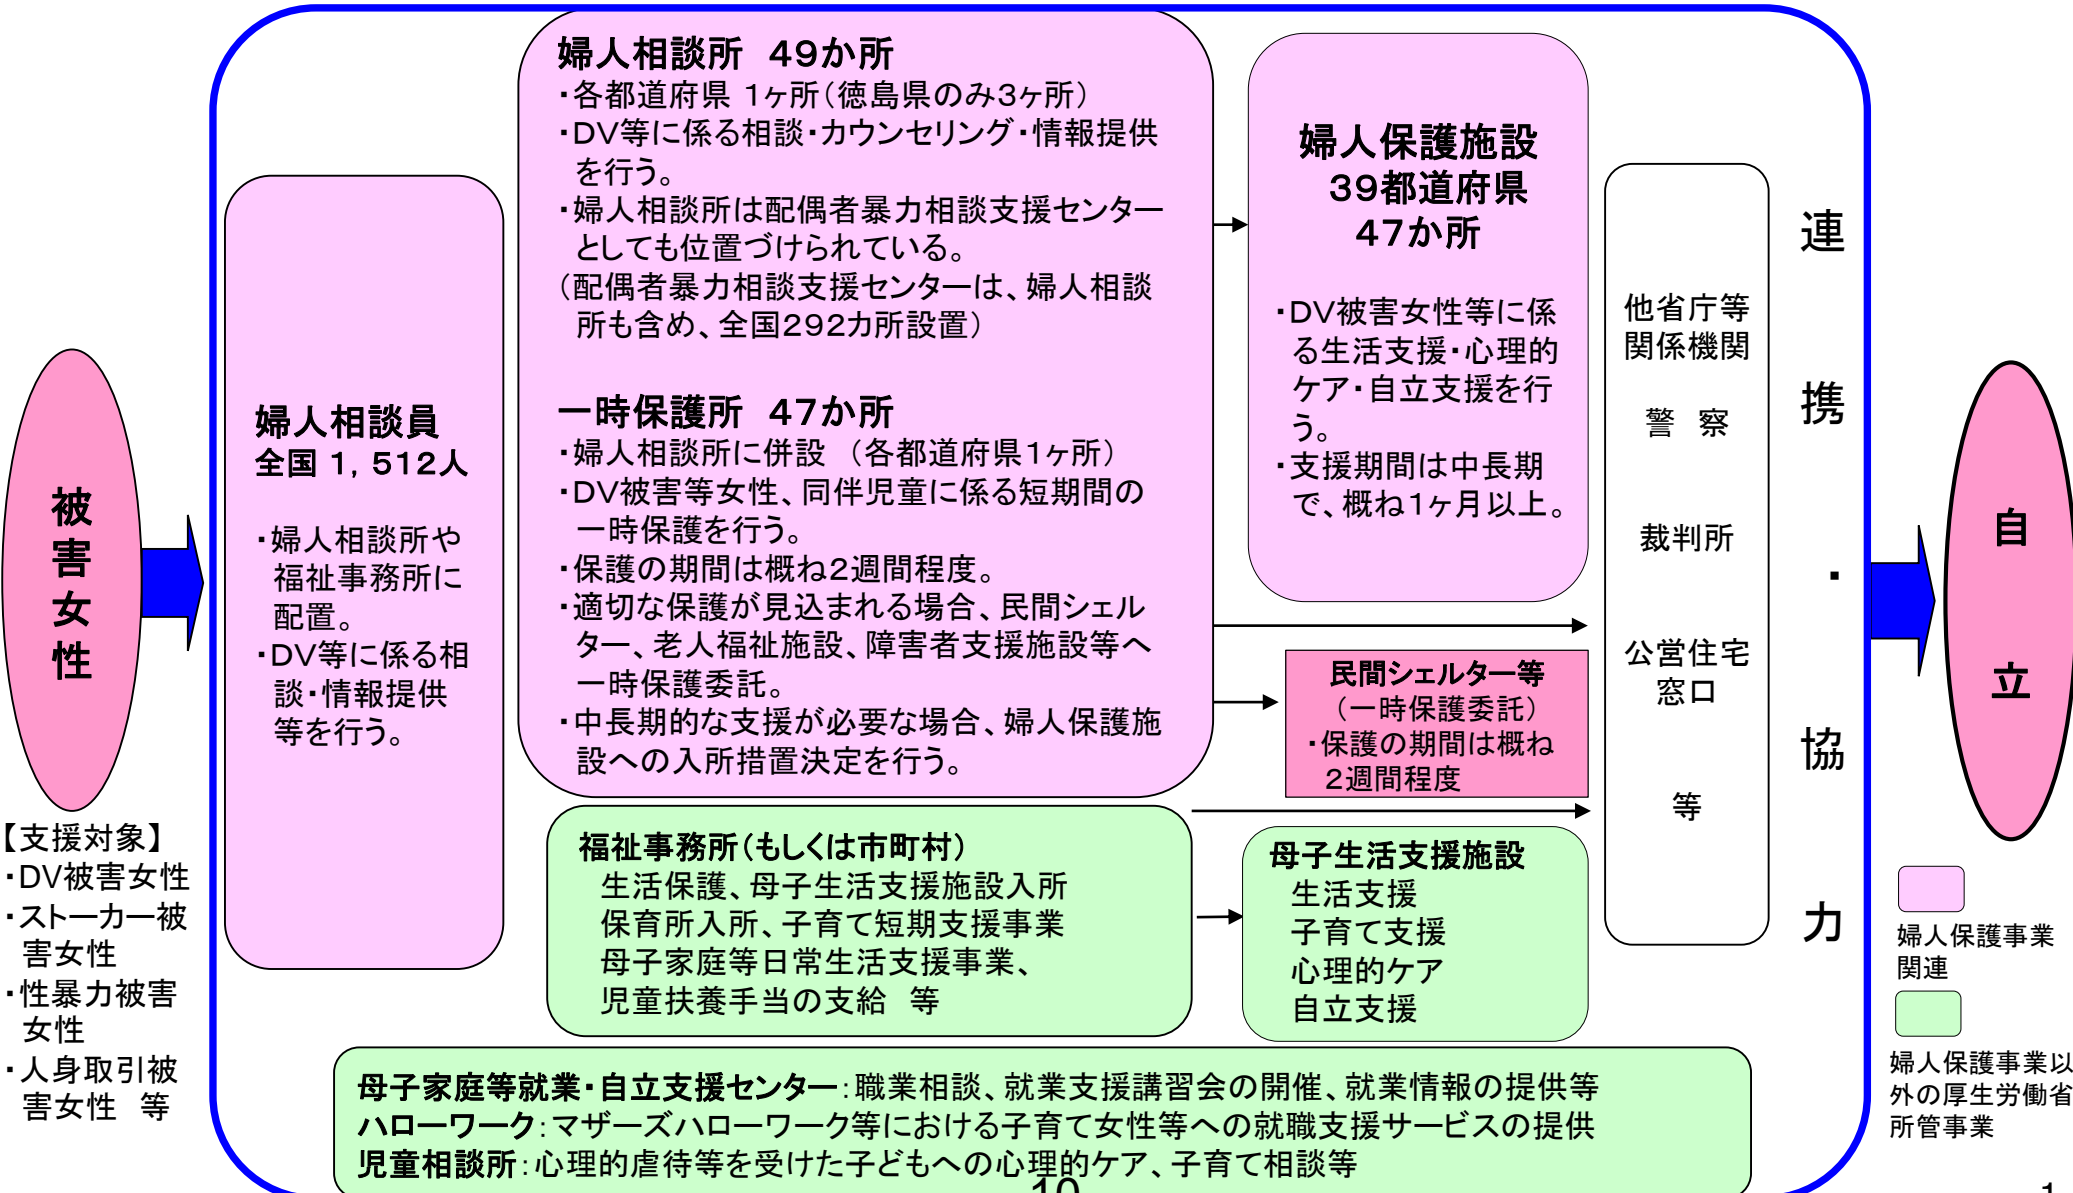 被
害
女
性
【支援対象】
・DV被害女性
・ストーカー被
害女性
・性暴力被害
女性
・人身取引被
害女性　等
婦人相談員
全国 1，512人
・婦人相談所や
福祉事務所に
配置。
・DV等に係る相
談・情報提供
等を行う。
婦人相談所　49か所
・各都道府県 1ヶ所（徳島県のみ3ヶ所）
・DV等に係る相談・カウンセリング・情報提供
を行う。
・婦人相談所は配偶者暴力相談支援センター
としても位置づけられている。
（配偶者暴力相談支援センターは、婦人相談
所も含め、全国292カ所設置）
一時保護所　47か所
・婦人相談所に併設　（各都道府県1ヶ所）
・DV被害等女性、同伴児童に係る短期間の
一時保護を行う。
・保護の期間は概ね2週間程度。
・適切な保護が見込まれる場合、民間シェル
ター、老人福祉施設、障害者支援施設等へ
一時保護委託。
・中長期的な支援が必要な場合、婦人保護施
設への入所措置決定を行う。
婦人保護施設
39都道府県
47か所
・DV被害女性等に係
る生活支援・心理的
ケア・自立支援を行
う。
・支援期間は中長期
で、概ね1ヶ月以上。
民間シェルター等
（一時保護委託）
・保護の期間は概ね
2週間程度
福祉事務所（もしくは市町村）
生活保護、母子生活支援施設入所
保育所入所、子育て短期支援事業
母子家庭等日常生活支援事業、
児童扶養手当の支給　等
母子生活支援施設
生活支援
子育て支援
心理的ケア
自立支援
他省庁等
関係機関
警　察
裁判所
公営住宅
窓口
等
連
携
・
協
力
自
立
母子家庭等就業・自立支援センター：職業相談、就業支援講習会の開催、就業情報の提供等
ハローワーク：マザーズハローワーク等における子育て女性等への就職支援サービスの提供
児童相談所：心理的虐待等を受けた子どもへの心理的ケア、子育て相談等
婦人保護事業
関連
婦人保護事業以
外の厚生労働省
所管事業
10
1